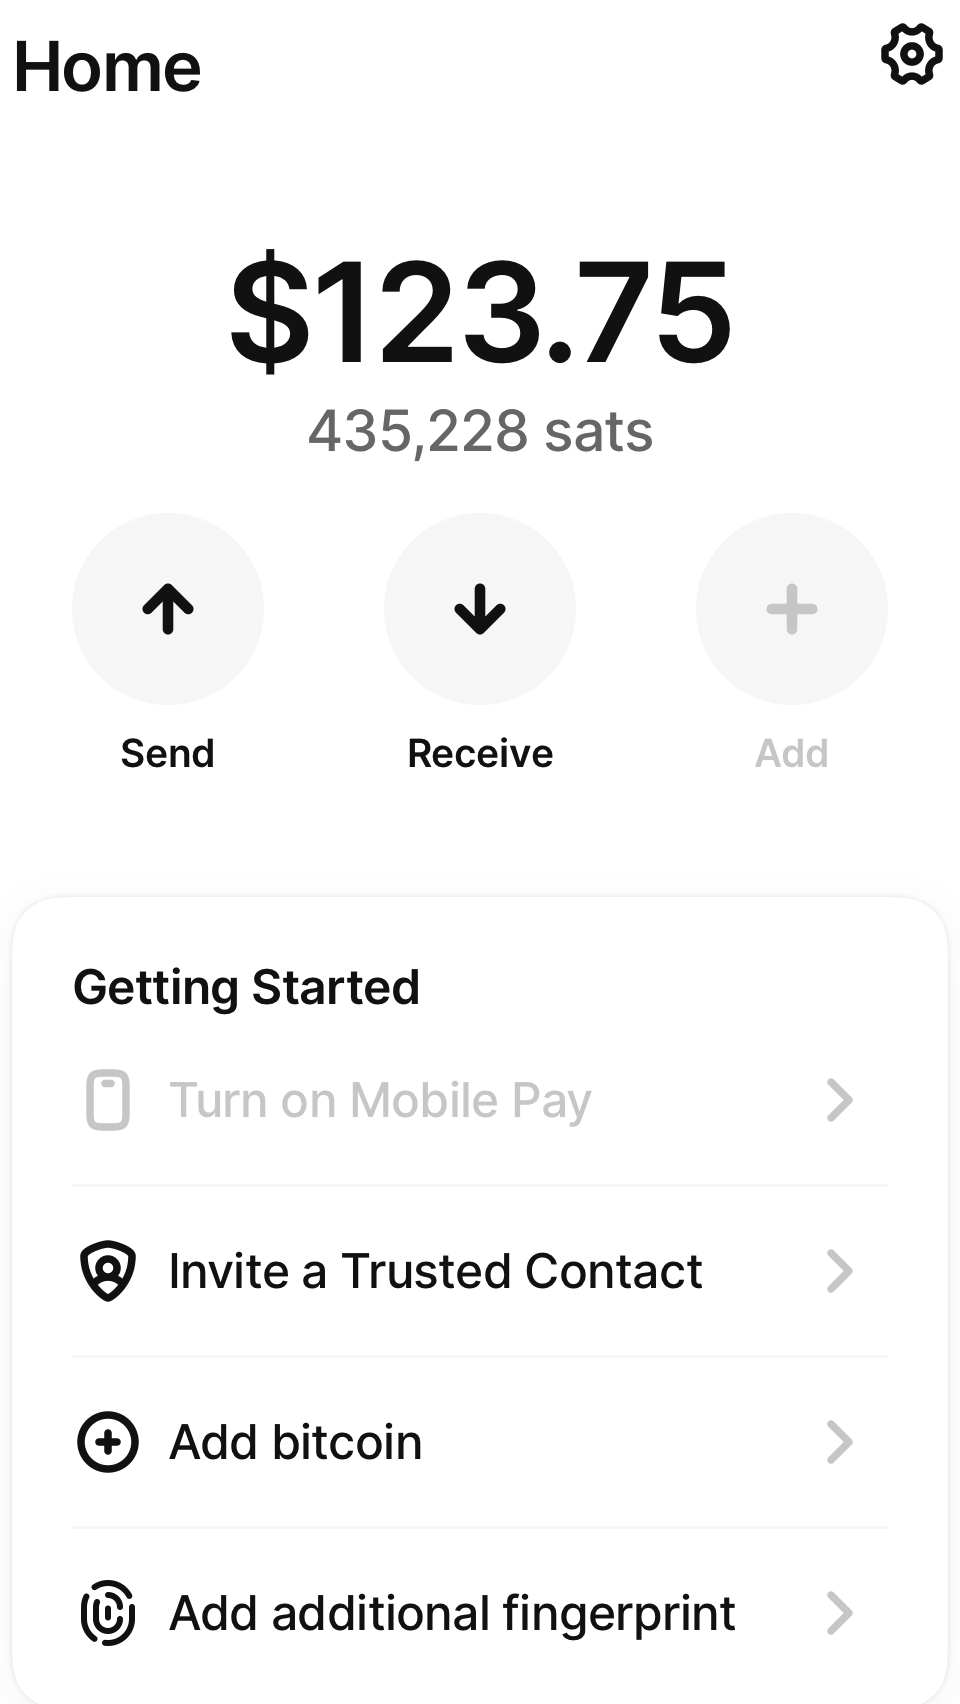 Home
$123.75
435,228 sats
Send
Receive
Add
Getting Started
Turn on Mobile Pay
Invite a Trusted Contact
Add bitcoin
Add additional fingerprint